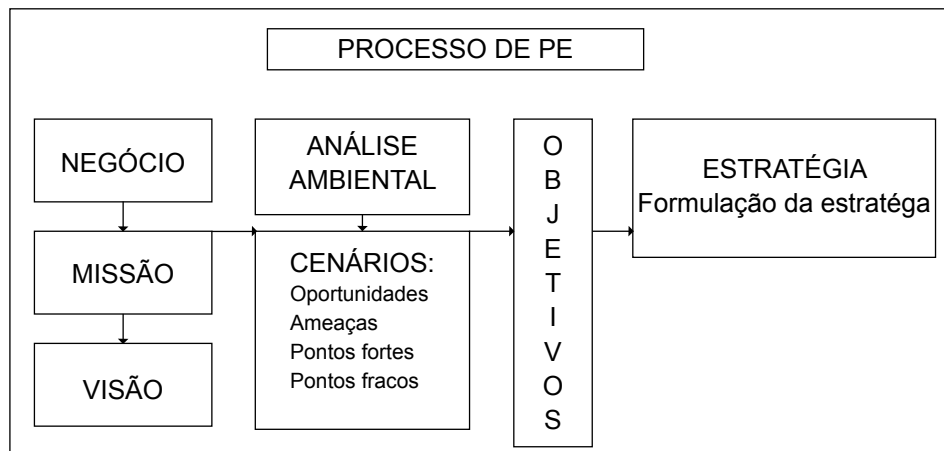 PROCESSO DE PE
NEGÓCIO
MISSÃO
VISÃO
ANÁLISE
AMBIENTAL
CENÁRIOS:
Oportunidades
Ameaças
Pontos fortes
Pontos fracos
O
B
J
E
T
I
V
O
S
ESTRATÉGIA
Formulação da estratéga